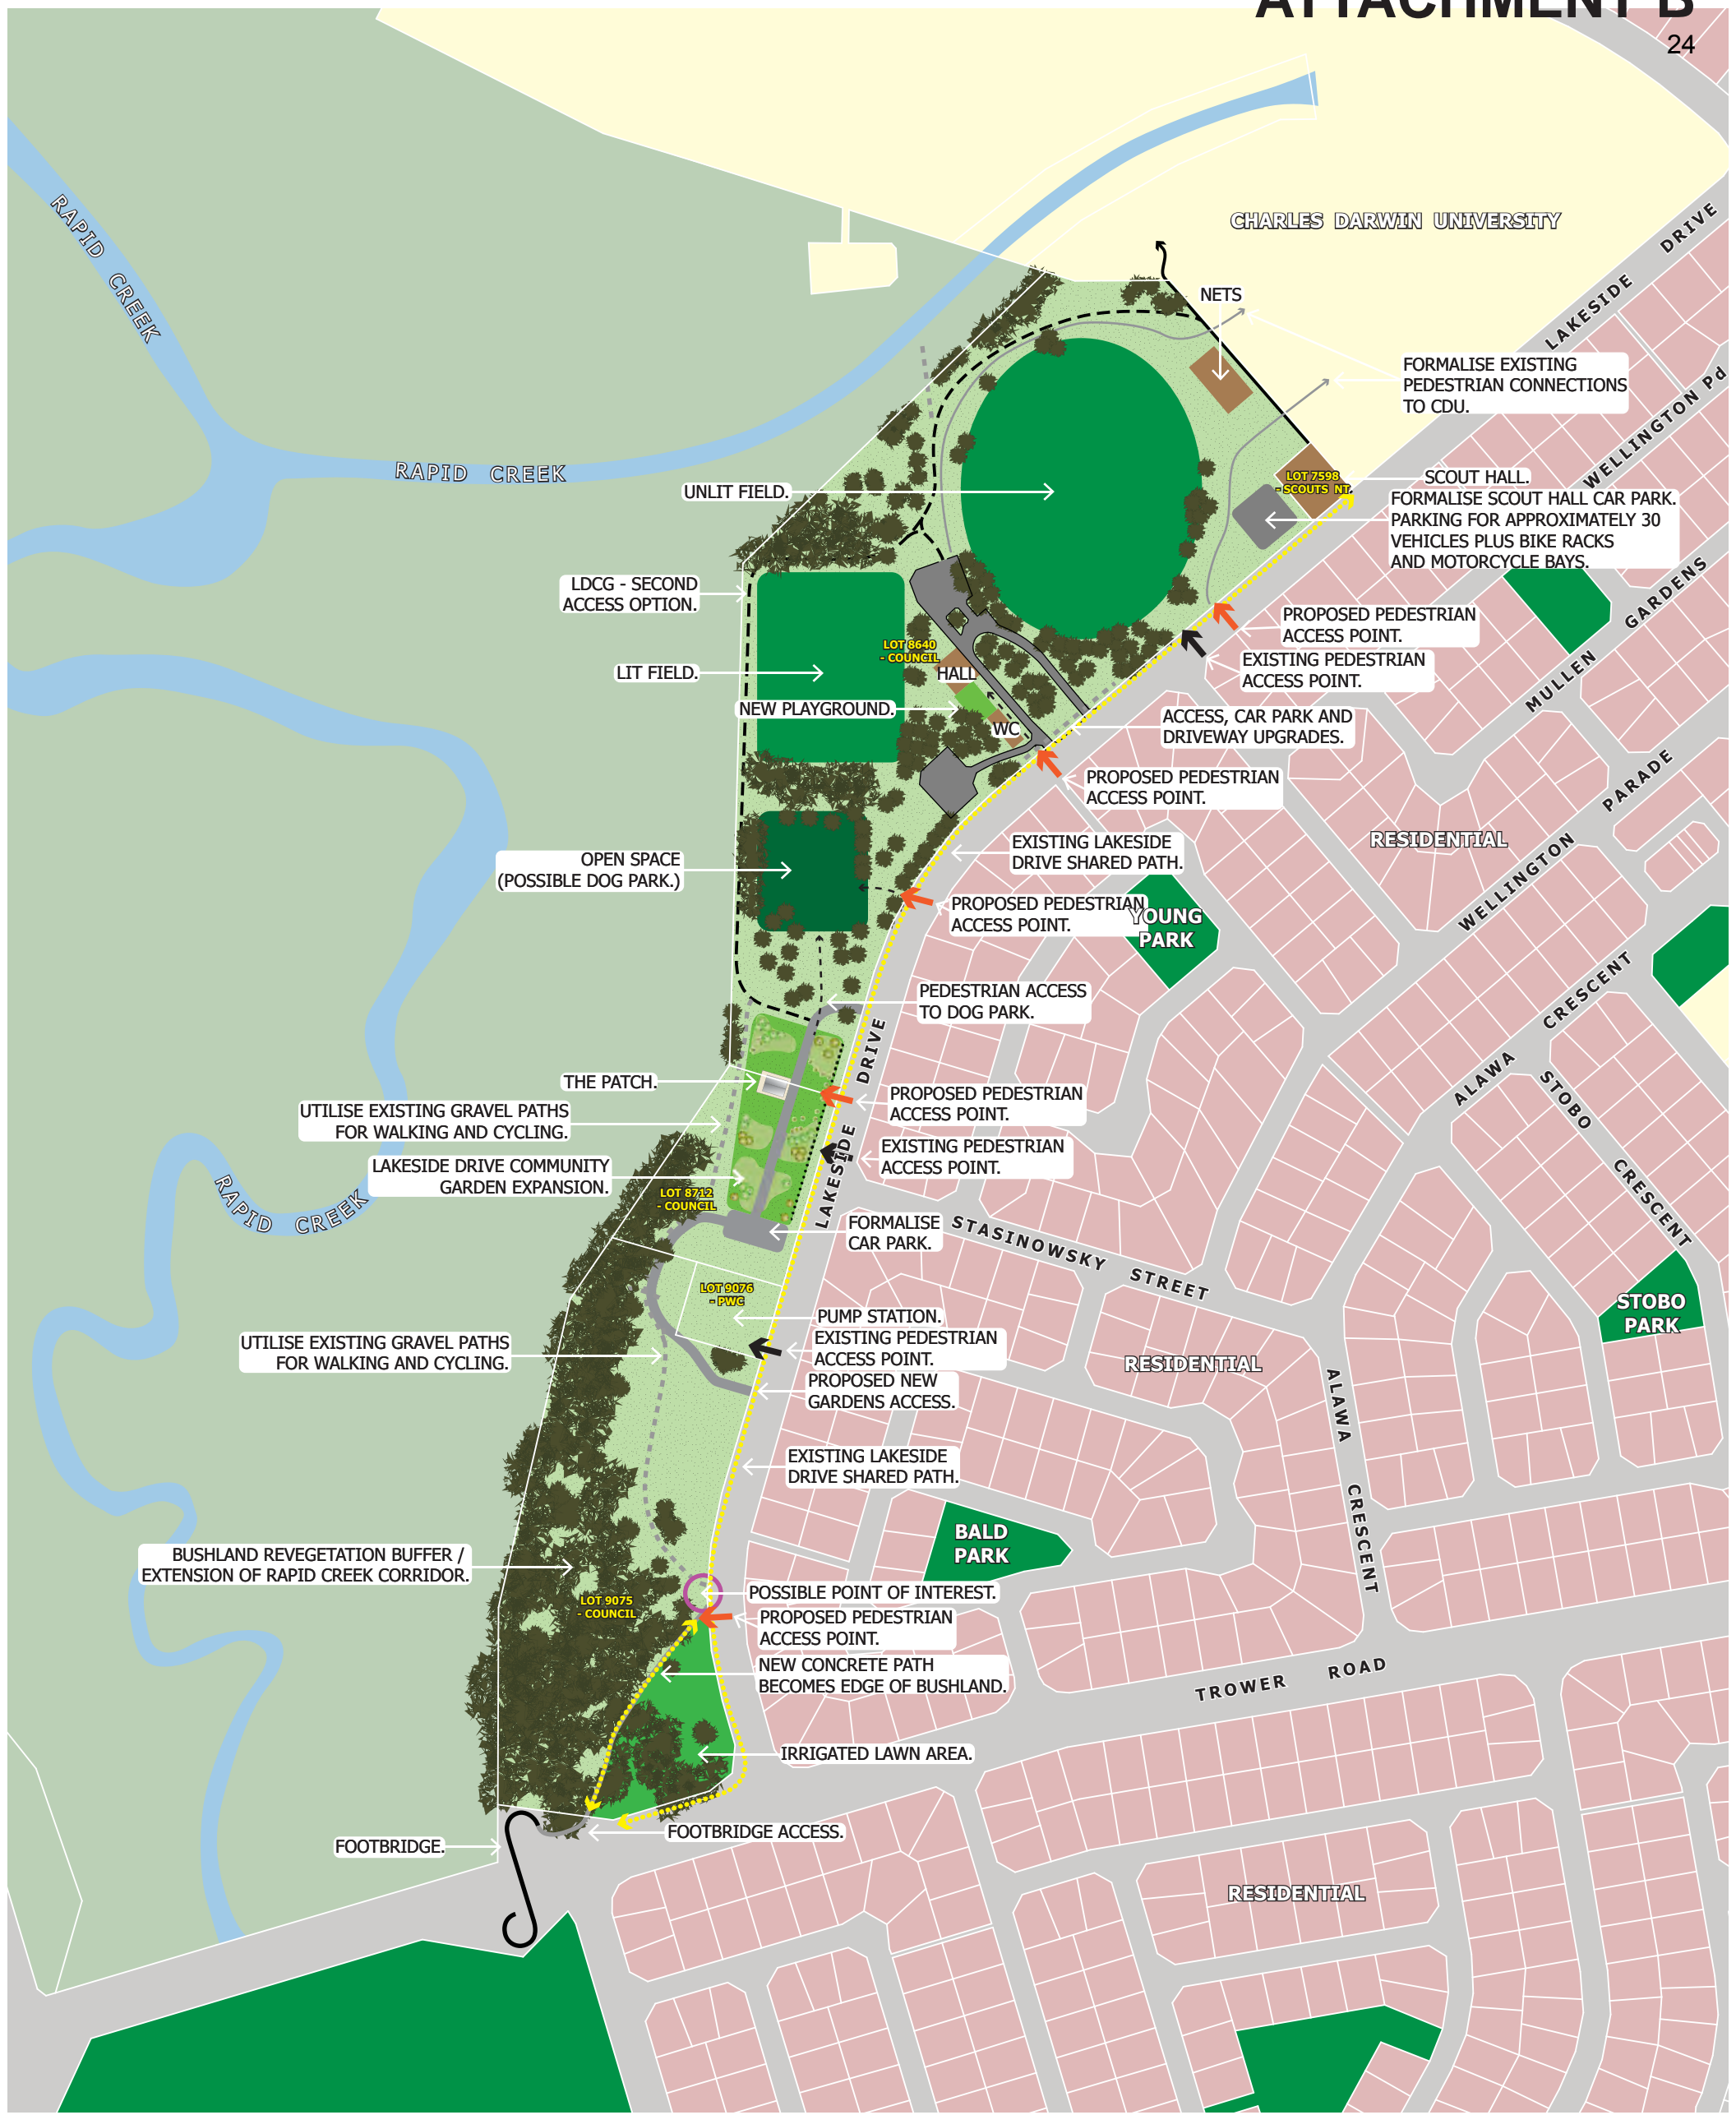 ATTACHMENT B
24
RAPID CREEK
CHARLES DARWIN UNIVERSITY
LAKESIDE DRIVE
NETS
FORMALISE EXISTING
PEDESTRIAN CONNECTIONS
TO CDU.
WELLINGTON Pd
RAPID CREEK
UNLIT FIELD.
LOT 7598
- SCOUTS NT.
SCOUT HALL.
FORMALISE SCOUT HALL CAR PARK.
PARKING FOR APPROXIMATELY 30
VEHICLES PLUS BIKE RACKS
AND MOTORCYCLE BAYS.
LDCG - SECOND
ACCESS OPTION.
PROPOSED PEDESTRIAN
ACCESS POINT.
MULLEN GARDENS
LOT 8640
- COUNCIL
EXISTING PEDESTRIAN
ACCESS POINT.
LIT FIELD.
HALL
NEW PLAYGROUND.
WC
ACCESS, CAR PARK AND
DRIVEWAY UPGRADES.
PROPOSED PEDESTRIAN
ACCESS POINT.
WELLINGTON PARADE
RESIDENTIAL
EXISTING LAKESIDE
DRIVE SHARED PATH.
OPEN SPACE
(POSSIBLE DOG PARK.)
PROPOSED PEDESTRIAN
ACCESS POINT.
YOUNG
PARK
PEDESTRIAN ACCESS
TO DOG PARK.
ALAWA CRESCENT
STOBO CRESCENT
LAKESIDE DRIVE
THE PATCH.
PROPOSED PEDESTRIAN
ACCESS POINT.
UTILISE EXISTING GRAVEL PATHS
FOR WALKING AND CYCLING.
EXISTING PEDESTRIAN
ACCESS POINT.
LAKESIDE DRIVE COMMUNITY
GARDEN EXPANSION.
RAPID CREEK
LOT 8712
- COUNCIL
FORMALISE
CAR PARK.
STASINOWSKY STREET
LOT 9076
- PWC
STOBO
PARK
PUMP STATION.
EXISTING PEDESTRIAN
ACCESS POINT.
UTILISE EXISTING GRAVEL PATHS
FOR WALKING AND CYCLING.
RESIDENTIAL
PROPOSED NEW
GARDENS ACCESS.
ALAWA CRESCENT
EXISTING LAKESIDE
DRIVE SHARED PATH.
BALD
PARK
BUSHLAND REVEGETATION BUFFER /
EXTENSION OF RAPID CREEK CORRIDOR.
POSSIBLE POINT OF INTEREST.
LOT 9075
- COUNCIL
PROPOSED PEDESTRIAN
ACCESS POINT.
NEW CONCRETE PATH
BECOMES EDGE OF BUSHLAND.
TROWER ROAD
IRRIGATED LAWN AREA.
FOOTBRIDGE ACCESS.
FOOTBRIDGE.
RESIDENTIAL